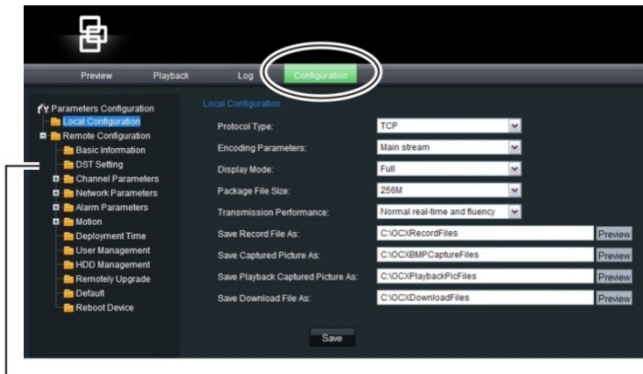 Preview Playback Log Configuration
Parameters Configuration
Local Configuration
Remote Configuration
Basic Information
DST Setting
Channel Parameters
Network Parameters
Alarm Parameters
Motion
Deployment Time
User Management
HDD Management
Remotely Upgrade
Default
Reboot Device
Local Configuration
Protocol Type: TCP
Encoding Parameters: Main stream
Display Mode: Full
Package File Size: 256M
Transmission Performance: Normal real-time and fluency
Save Record File As: C:\OCXRecordFiles Preview
Save Captured Picture As: C:\OCXBMPCaptureFiles Preview
Save Playback Captured Picture As: C:\OCXPlaybackPicFiles Preview
Save Download File As: C:\OCXDownloadFiles Preview
Save